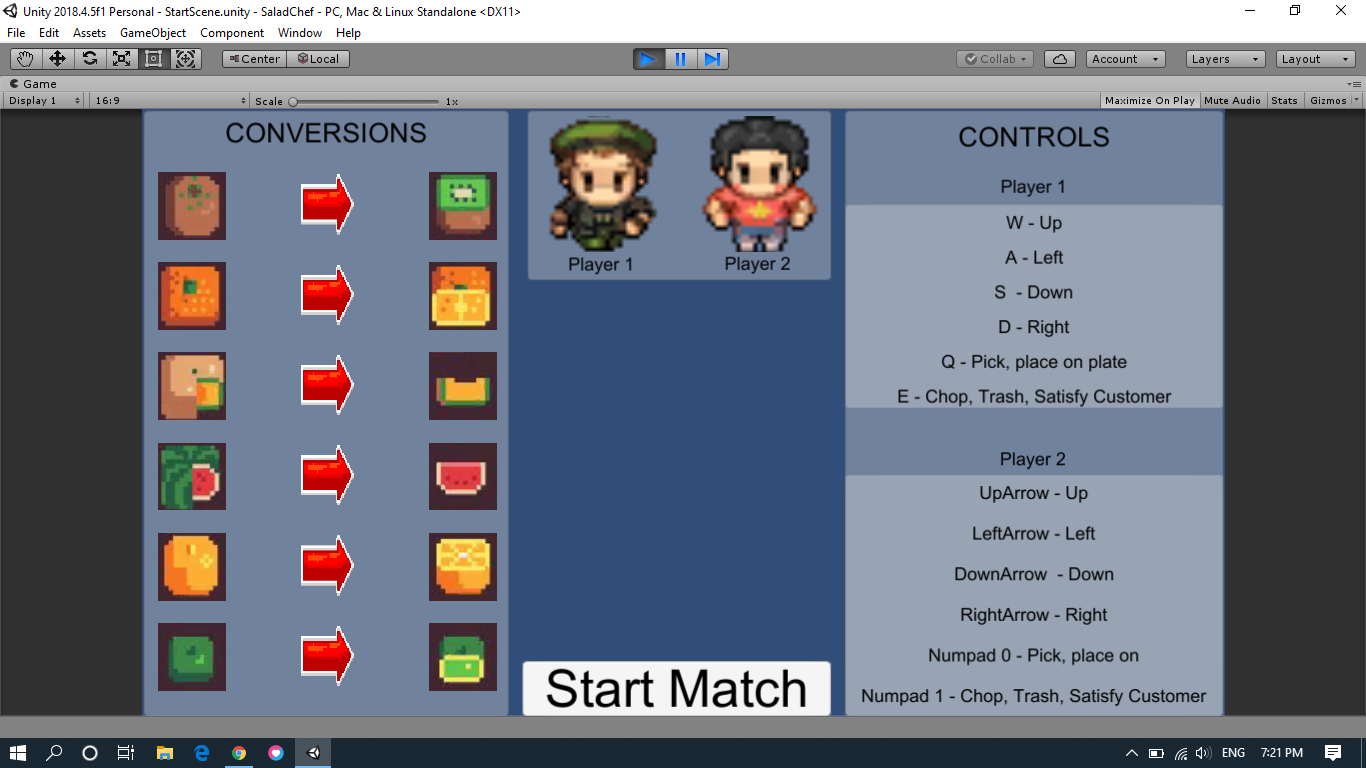 Unity 2018.4.5f1 Personal - StartScene.unity - SaladChef - PC, Mac & Linux Standalone <DX11>
File Edit Assets GameObject Component Window Help
Center Local Collab Account Layers Layout
Game
Display 1 16:9 Scale 1x Maximize On Play Mute Audio Stats Gizmos
CONVERSIONS
Player 1 Player 2
Start Match
CONTROLS
Player 1
W - Up
A - Left
S - Down
D - Right
Q - Pick, place on plate
E - Chop, Trash, Satisfy Customer
Player 2
UpArrow - Up
LeftArrow - Left
DownArrow - Down
RightArrow - Right
Numpad 0 - Pick, place on
Numpad 1 - Chop, Trash, Satisfy Customer
ENG 7:21 PM